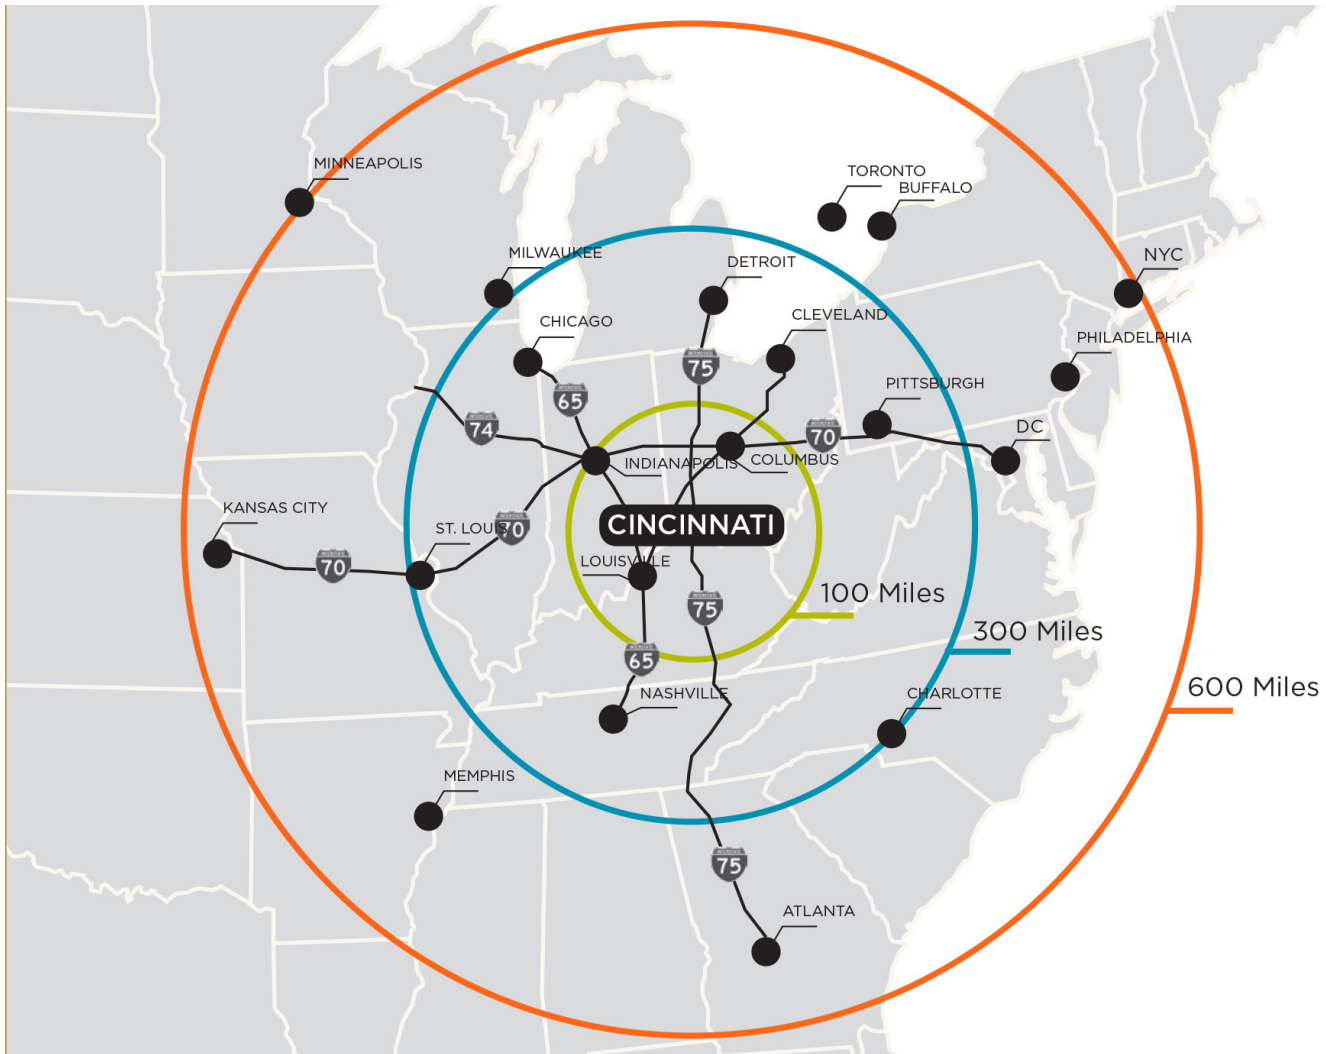 MINNEAPOLIS
TORONTO
BUFFALO
MILWAUKEE
DETROIT
NYC
CHICAGO
CLEVELAND
PHILADELPHIA
75
65
PITTSBURGH
74
70
DC
INDIANAPOLIS
COLUMBUS
KANSAS CITY
ST. LOUIS
70
CINCINNATI
LOUISVILLE
70
75
100 Miles
300 Miles
65
NASHVILLE
CHARLOTTE
600 Miles
MEMPHIS
75
ATLANTA